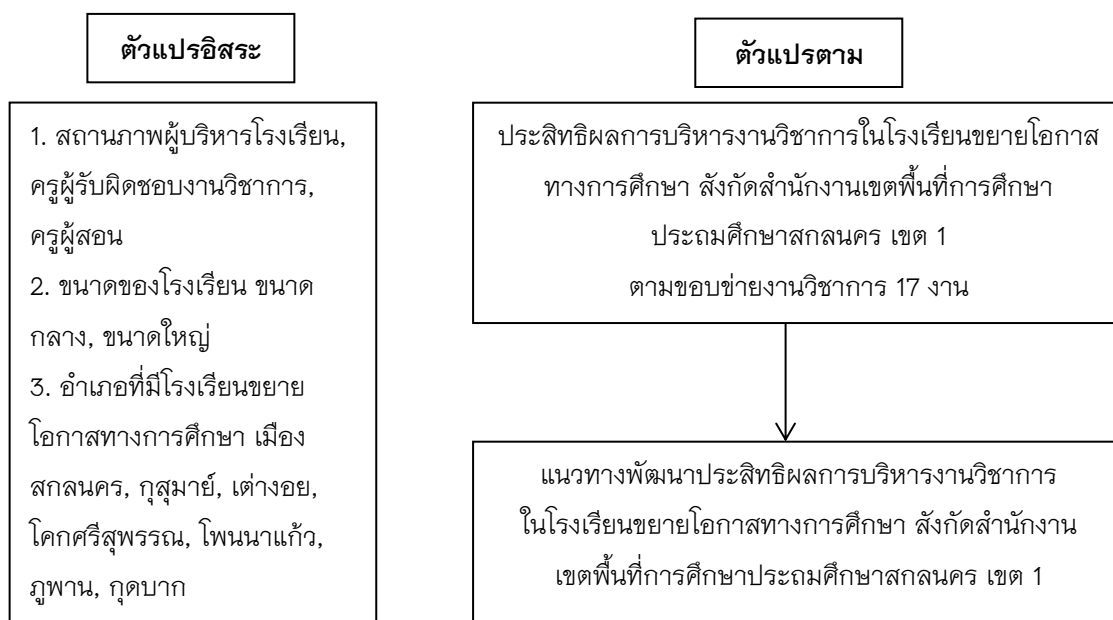 ตัวแปรอิสระ
1. สถานภาพผู้บริหารโรงเรียน,
ครูผู้รับผิดชอบงานวิชาการ,
ครูผู้สอน
2. ขนาดของโรงเรียน ขนาด
กลาง, ขนาดใหญ่
3. อำเภอที่มีโรงเรียนขยาย
โอกาสทางการศึกษา เมือง
สกลนคร, กุสุมาย์, เต่างอย,
โคกศรีสุพรรณ, โพนนาแก้ว,
ภูพาน, กุดบาก
ตัวแปรตาม
ประสิทธิผลการบริหารงานวิชาการในโรงเรียนขยายโอกาส
ทางการศึกษา สังกัดสำนักงานเขตพื้นที่การศึกษา
ประถมศึกษาสกลนคร เขต 1
ตามขอบข่ายงานวิชาการ 17 งาน
แนวทางพัฒนาประสิทธิผลการบริหารงานวิชาการ
ในโรงเรียนขยายโอกาสทางการศึกษา สังกัดสำนักงาน
เขตพื้นที่การศึกษาประถมศึกษาสกลนคร เขต 1